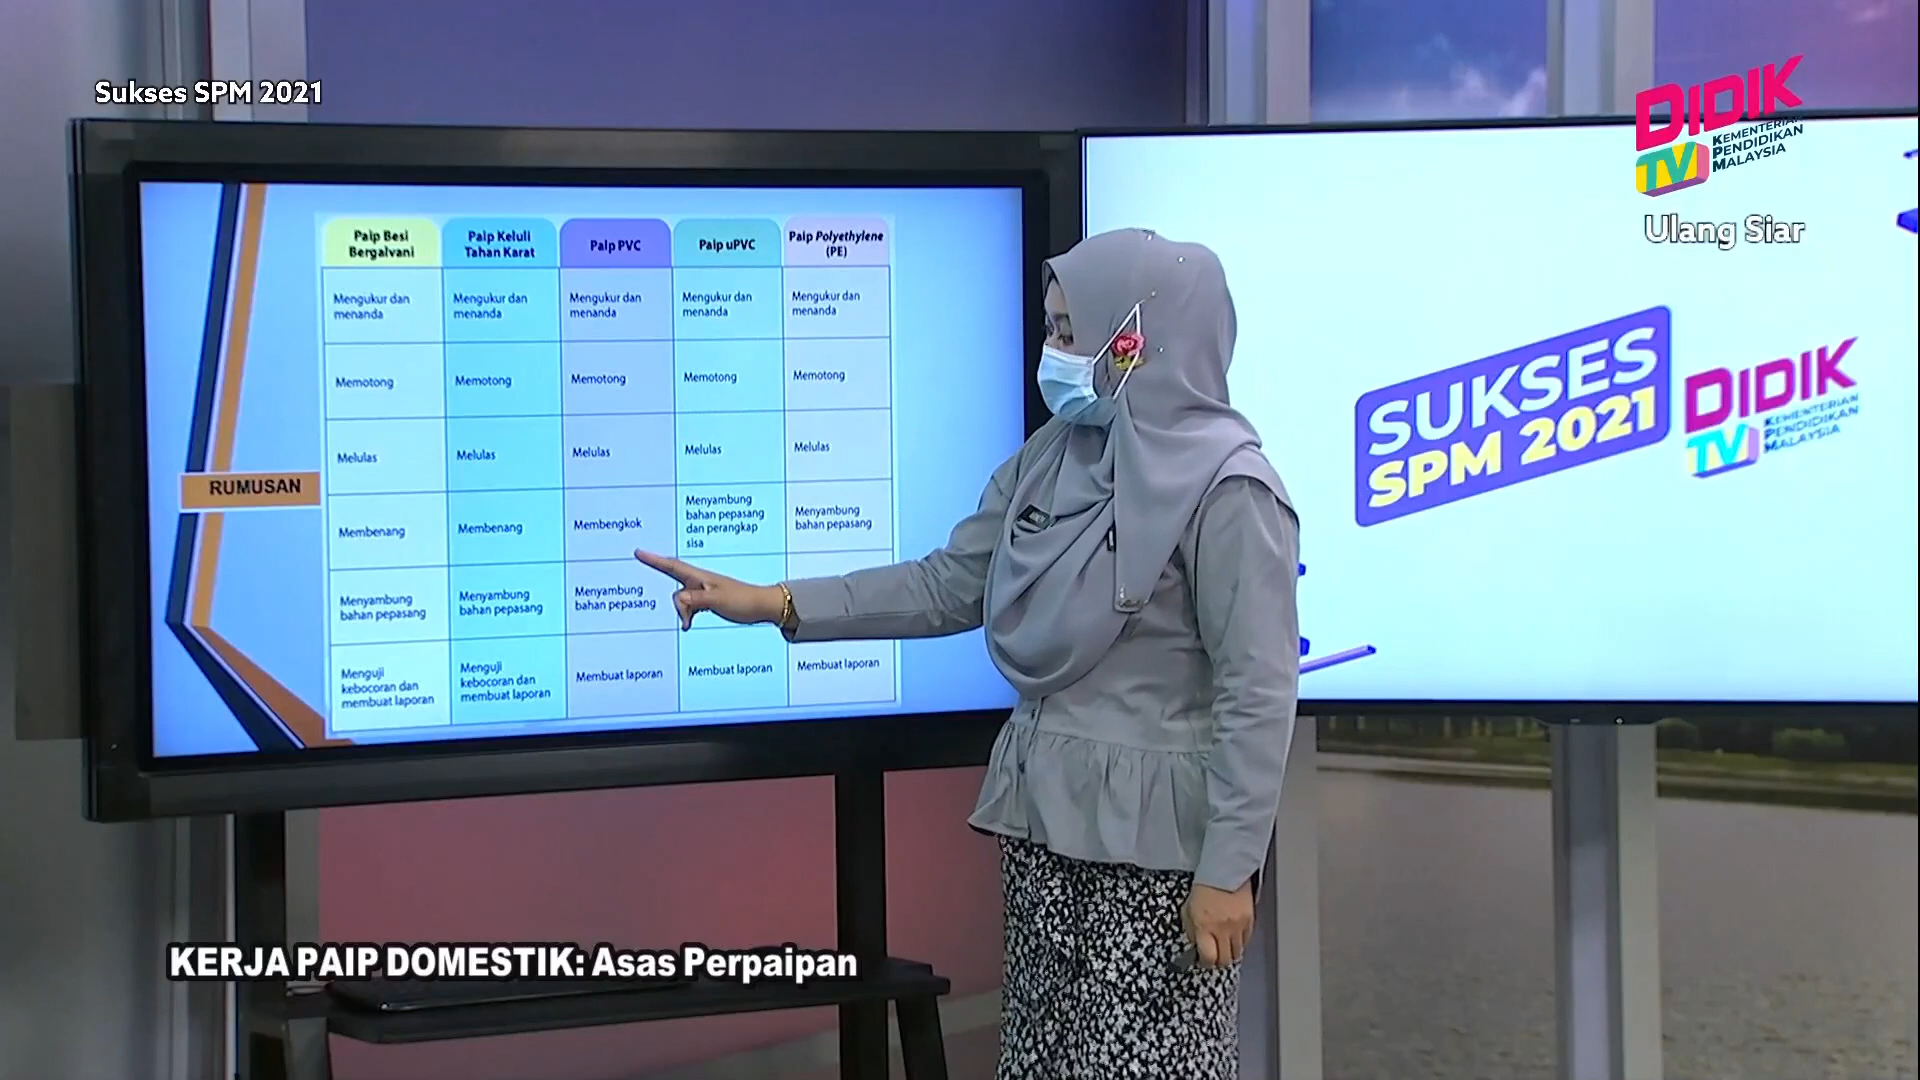 Sukses SPM 2021
DIDIK
TV
KEMENTERIAN
PENDIDIKAN
MALAYSIA
Ulang Siar
RUMUSAN
Paip Besi
Bergalvani
Paip Keluli
Tahan Karat
Paip PVC
Paip uPVC
Paip Polyethylene
(PE)
Mengukur dan
menanda
Mengukur dan
menanda
Mengukur dan
menanda
Mengukur dan
menanda
Mengukur dan
menanda
Memotong
Memotong
Memotong
Memotong
Memotong
Melulas
Melulas
Melulas
Melulas
Melulas
Membenang
Membenang
Membengkok
Menyambung
bahan pepasang
dan perangkap
sisa
Menyambung
bahan pepasang
Menyambung
bahan pepasang
Menyambung
bahan pepasang
Menyambung
bahan pepasang
Menguji
kebocoran dan
membuat laporan
Menguji
kebocoran dan
membuat laporan
Membuat laporan
Membuat laporan
Membuat laporan
SUKSES
SPM 2021
DIDIK
TV
KEMENTERIAN
PENDIDIKAN
MALAYSIA
KERJA PAIP DOMESTIK: Asas Perpaipan